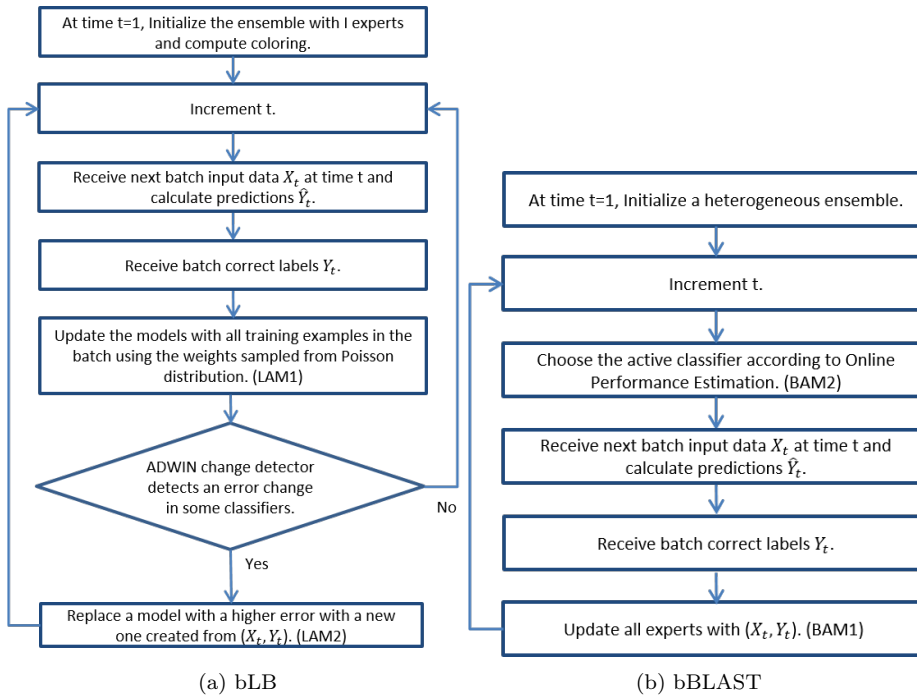 At time t=1, Initialize the ensemble with I experts
and compute coloring.
Increment t.
Receive next batch input data X_t at time t and
calculate predictions Ŷ_t.
Receive batch correct labels Y_t.
Update the models with all training examples in the
batch using the weights sampled from Poisson
distribution. (LAM1)
ADWIN change detector
detects an error change
in some classifiers.
No
Yes
Replace a model with a higher error with a new
one created from (X_t, Y_t). (LAM2)
(a) bLB
At time t=1, Initialize a heterogeneous ensemble.
Increment t.
Choose the active classifier according to Online
Performance Estimation. (BAM2)
Receive next batch input data X_t at time t and
calculate predictions Ŷ_t.
Receive batch correct labels Y_t.
Update all experts with (X_t, Y_t). (BAM1)
(b) bBLAST